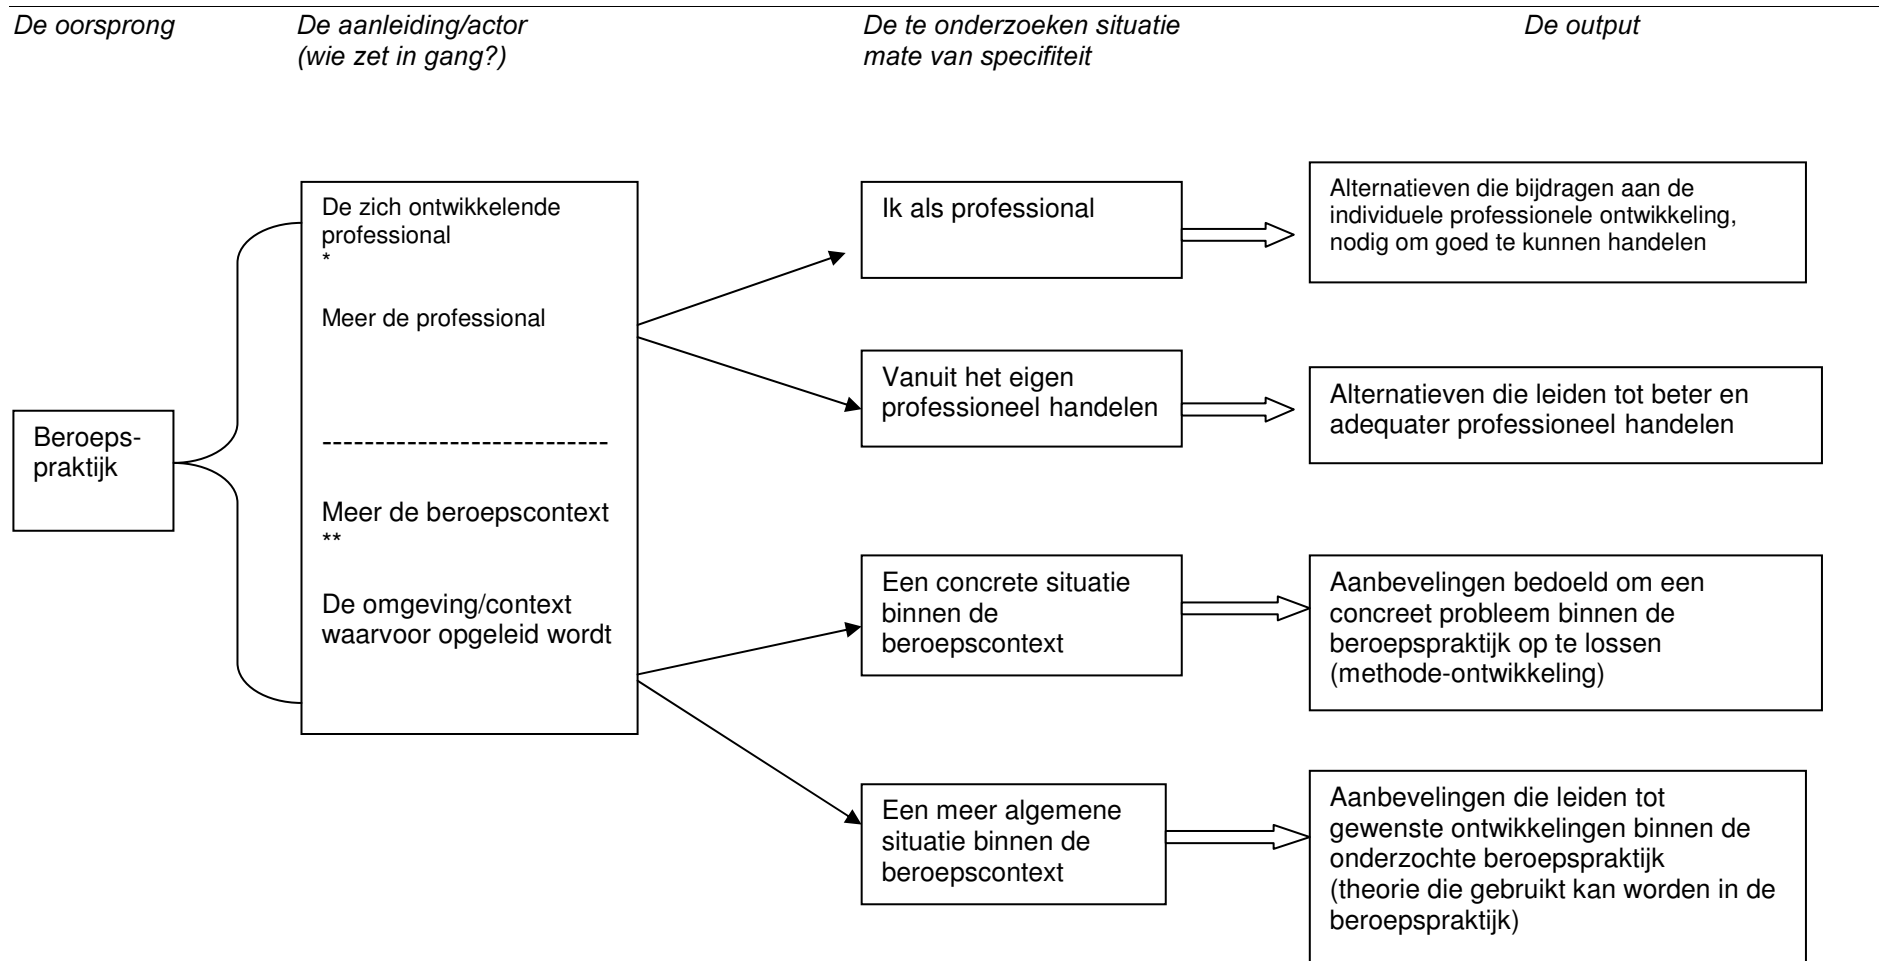 De oorsprong
De aanleiding/actor
(wie zet in gang?)
De te onderzoeken situatie
mate van specifiteit
De output
Beroeps-
praktijk
De zich ontwikkelende
professional
*
Meer de professional
---------------------------
Meer de beroepscontext
**
De omgeving/context
waarvoor opgeleid wordt
Ik als professional
Alternatieven die bijdragen aan de
individuele professionele ontwikkeling,
nodig om goed te kunnen handelen
Vanuit het eigen
professioneel handelen
Alternatieven die leiden tot beter en
adequater professioneel handelen
Een concrete situatie
binnen de
beroepscontext
Aanbevelingen bedoeld om een
concreet probleem binnen de
beroepspraktijk op te lossen
(methode-ontwikkeling)
Een meer algemene
situatie binnen de
beroepscontext
Aanbevelingen die leiden tot
gewenste ontwikkelingen binnen de
onderzochte beroepspraktijk
(theorie die gebruikt kan worden in de
beroepspraktijk)